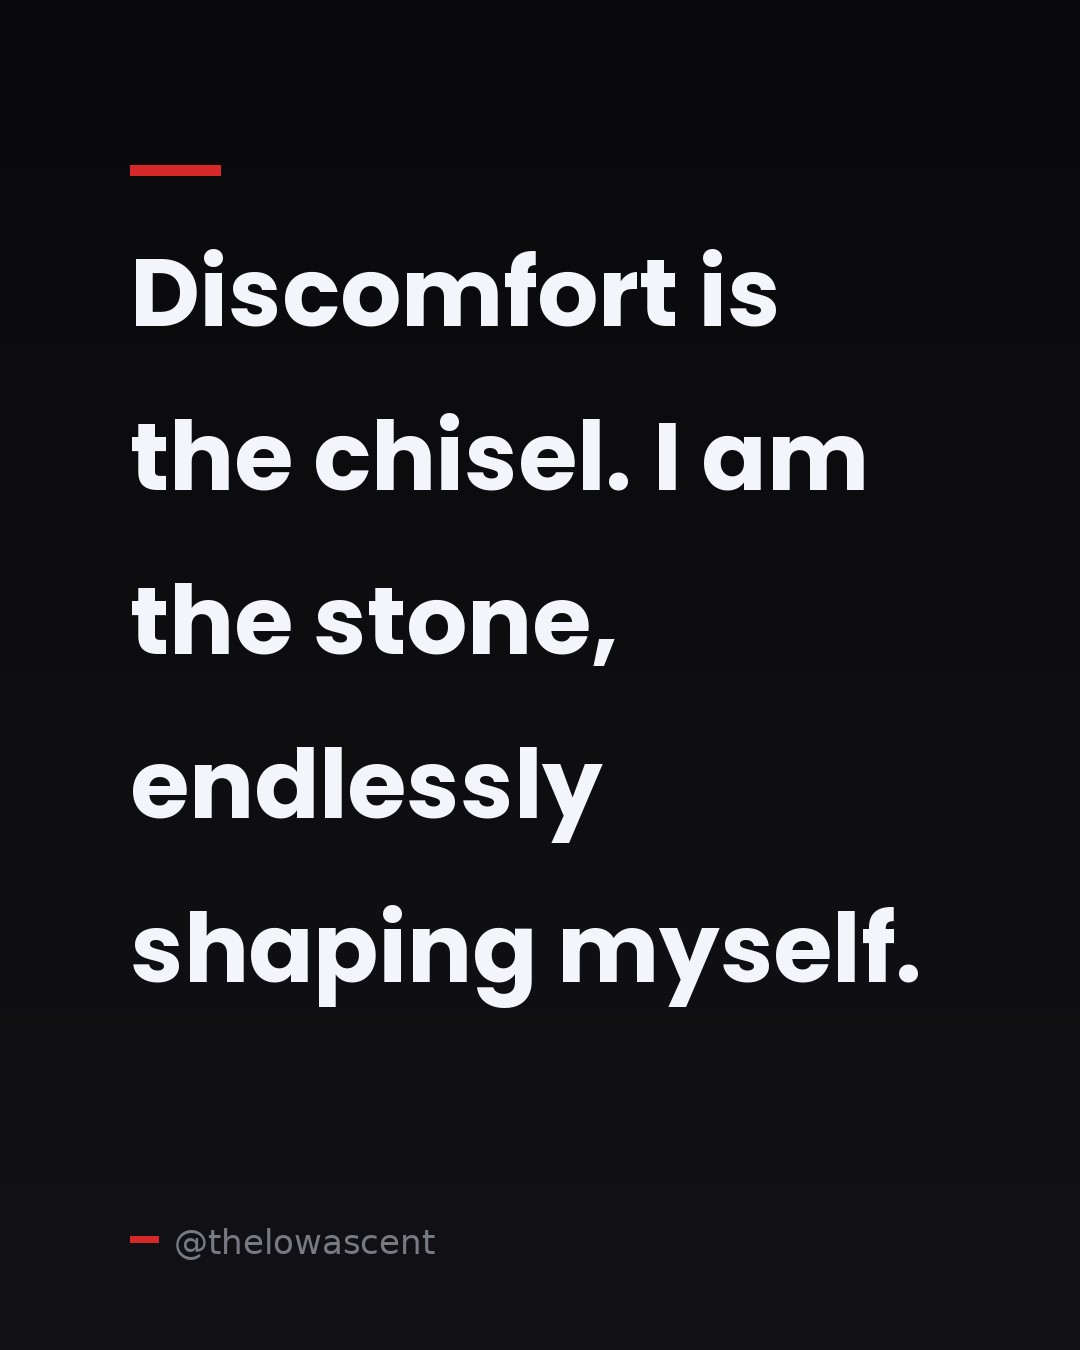 Discomfort is
the chisel. I am
the stone,
endlessly
shaping myself.
@thelowascent